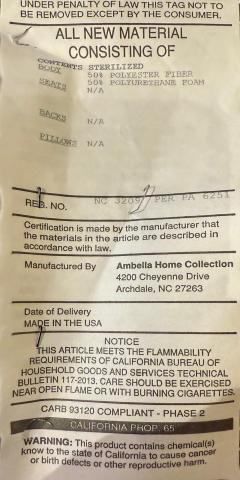 UNDER PENALTY OF LAW THIS TAG NOT TO
BE REMOVED EXCEPT BY THE CONSUMER.
ALL NEW MATERIAL
CONSISTING OF
CONTENTS STERILIZED
BODY 50% POLYESTER FIBER
SEATS 50% POLYURETHANE FOAM
N/A
BACKS N/A
PILLOWS N/A
REG. NO. NC 3209 PER PA 6251
Certification is made by the manufacturer that
the materials in the article are described in
accordance with law.
Manufactured By Ambella Home Collection
4200 Cheyenne Drive
Archdale, NC 27263
Date of Delivery
MADE IN THE USA
NOTICE
THIS ARTICLE MEETS THE FLAMMABILITY
REQUIREMENTS OF CALIFORNIA BUREAU OF
HOUSEHOLD GOODS AND SERVICES TECHNICAL
BULLETIN 117-2013. CARE SHOULD BE EXERCISED
NEAR OPEN FLAME OR WITH BURNING CIGARETTES.
CARB 93120 COMPLIANT - PHASE 2
CALIFORNIA PROP. 65
WARNING: This product contains chemical(s)
know to the state of California to cause cancer
or birth defects or other reproductive harm.